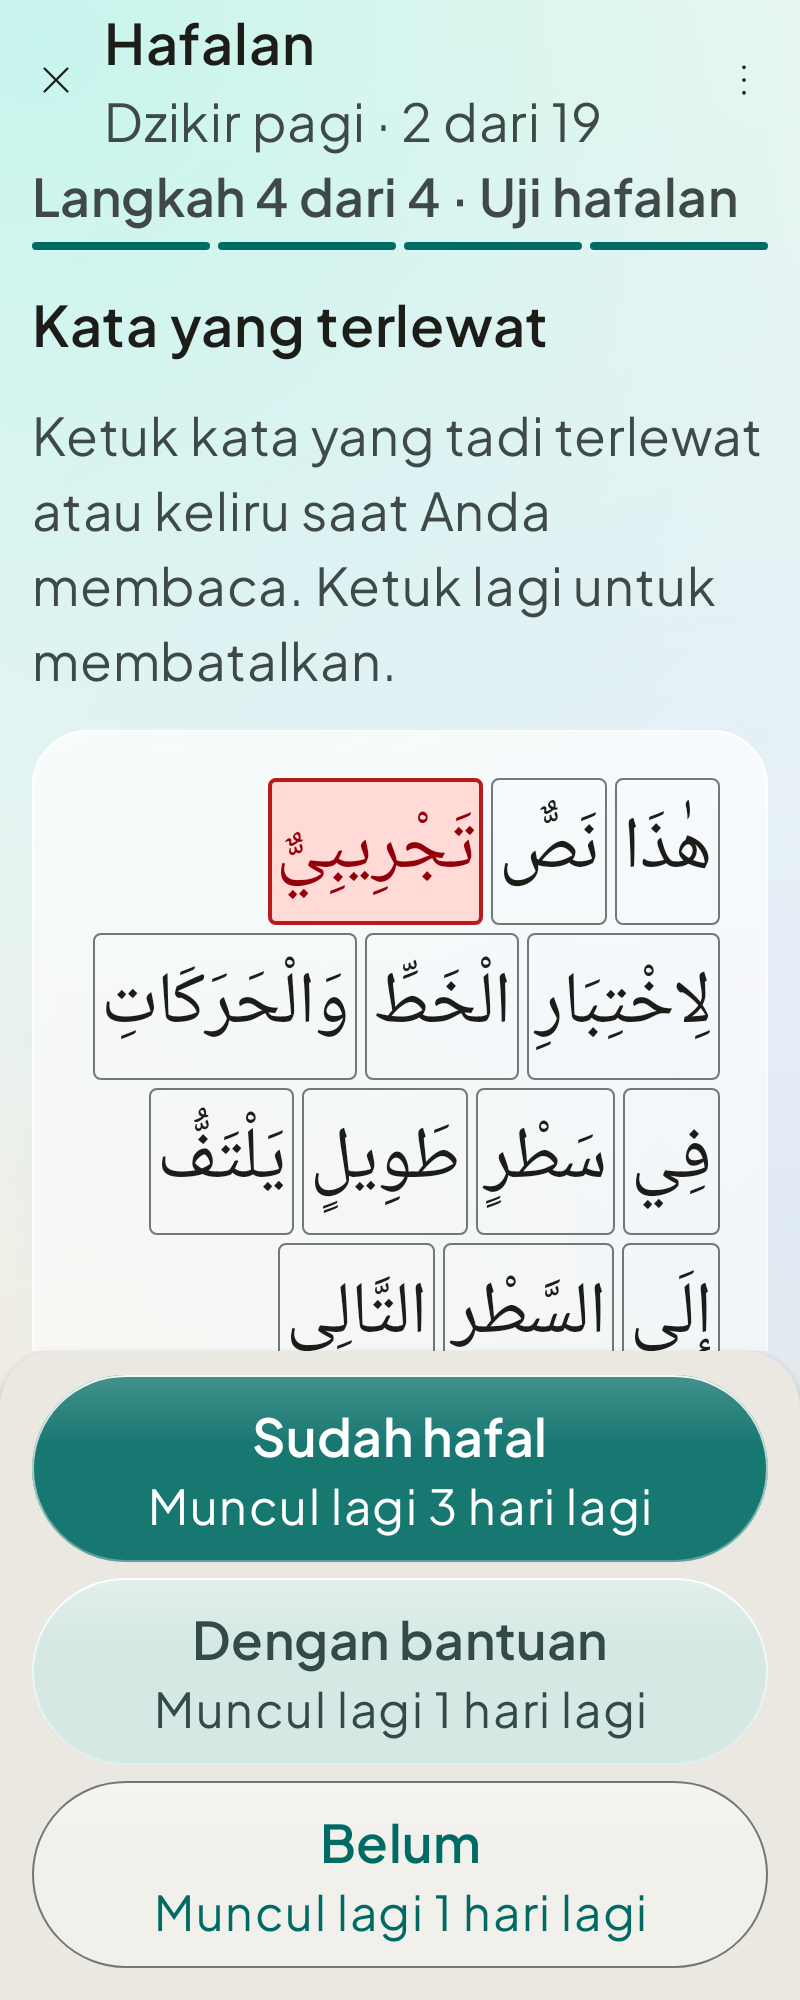 Hafalan
Dzikir pagi · 2 dari 19
Langkah 4 dari 4 · Uji hafalan
Kata yang terlewat
Ketuk kata yang tadi terlewat
atau keliru saat Anda
membaca. Ketuk lagi untuk
membatalkan.
هٰذَا نَصٌّ تَجْرِيبِيٌّ
لِاخْتِبَارِ الْخَطِّ وَالْحَرَكَاتِ
فِي سَطْرٍ طَوِيلٍ يَلْتَفُّ
إِلَى السَّطْرِ التَّالِي
Sudah hafal
Muncul lagi 3 hari lagi
Dengan bantuan
Muncul lagi 1 hari lagi
Belum
Muncul lagi 1 hari lagi